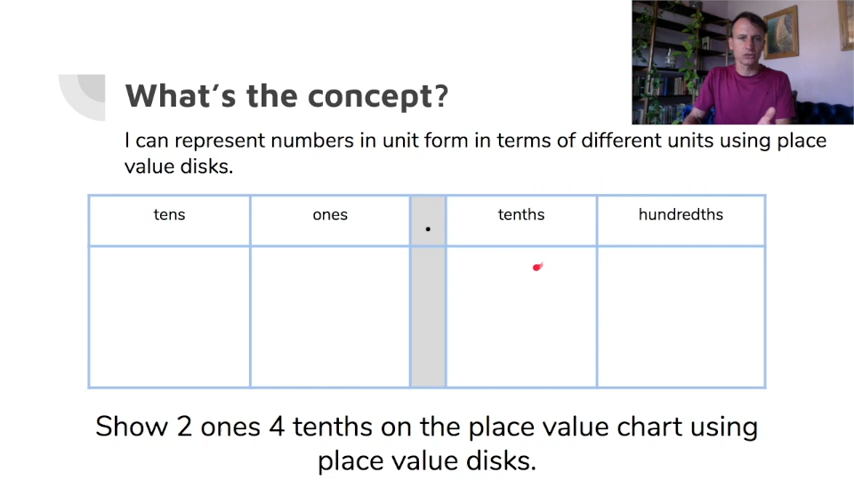 What's the concept?
I can represent numbers in unit form in terms of different units using place
value disks.
tens ones . tenths hundredths
Show 2 ones 4 tenths on the place value chart using
place value disks.